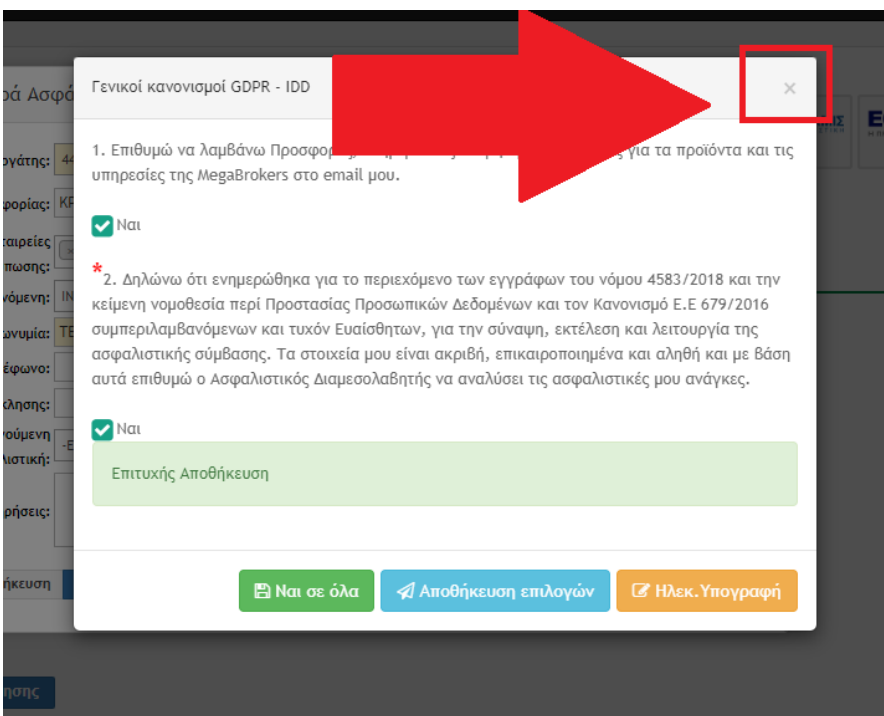 Γενικοί κανονισμοί GDPR - IDD
×
1. Επιθυμώ να λαμβάνω για τα προϊόντα και τις
υπηρεσίες της MegaBrokers στο email μου.
Ναι
*2. Δηλώνω ότι ενημερώθηκα για το περιεχόμενο των εγγράφων του νόμου 4583/2018 και την
κείμενη νομοθεσία περί Προστασίας Προσωπικών Δεδομένων και τον Κανονισμό Ε.Ε 679/2016
συμπεριλαμβανόμενων και τυχόν Ευαίσθητων, για την σύναψη, εκτέλεση και λειτουργία της
ασφαλιστικής σύμβασης. Τα στοιχεία μου είναι ακριβή, επικαιροποιημένα και αληθή και με βάση
αυτά επιθυμώ ο Ασφαλιστικός Διαμεσολαβητής να αναλύσει τις ασφαλιστικές μου ανάγκες.
Ναι
Επιτυχής Αποθήκευση
Ναι σε όλα
Αποθήκευση επιλογών
Ηλεκ.Υπογραφή